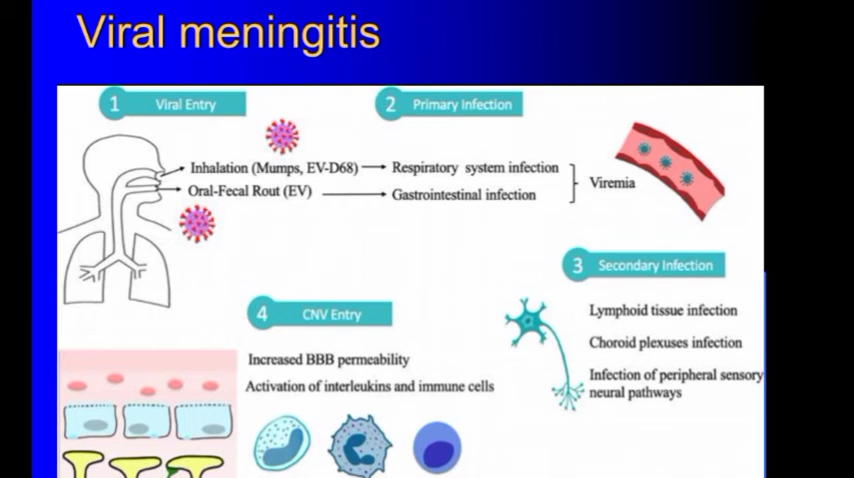 Viral meningitis
1 Viral Entry
2 Primary Infection
Inhalation (Mumps, EV-D68)
Respiratory system infection
Oral-Fecal Rout (EV)
Gastrointestinal infection
Viremia
3 Secondary Infection
Lymphoid tissue infection
Choroid plexuses infection
Infection of peripheral sensory
neural pathways
4 CNV Entry
Increased BBB permeability
Activation of interleukins and immune cells